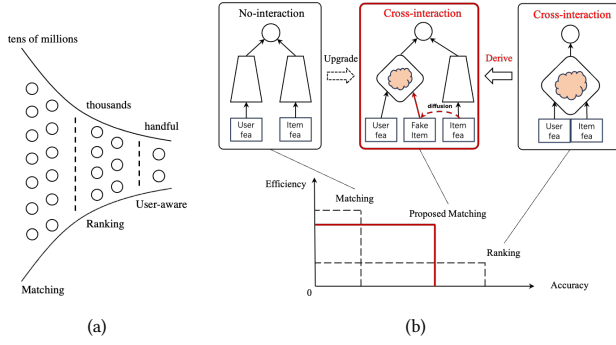 tens of millions
thousands
handful
User-aware
Ranking
Matching
(a)
(b)
No-interaction
User
fea
Item
fea
Upgrade
Cross-interaction
diffusion
User
fea
Fake
Item
Item
fea
Derive
Cross-interaction
User
fea
Item
fea
Efficiency
Matching
Proposed Matching
Ranking
0
Accuracy